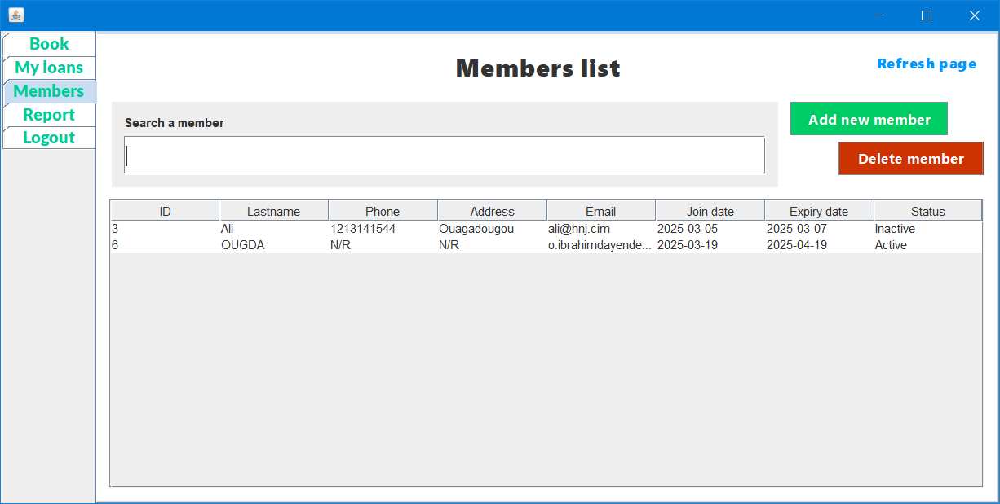 Book
My loans
Members
Report
Logout
Members list
Refresh page
Search a member
Add new member
Delete member
ID Lastname Phone Address Email Join date Expiry date Status
3 Ali 1213141544 Ouagadougou ali@hnj.cim 2025-03-05 2025-03-07 Inactive
6 OUGDA N/R N/R o.ibrahimdayende... 2025-03-19 2025-04-19 Active